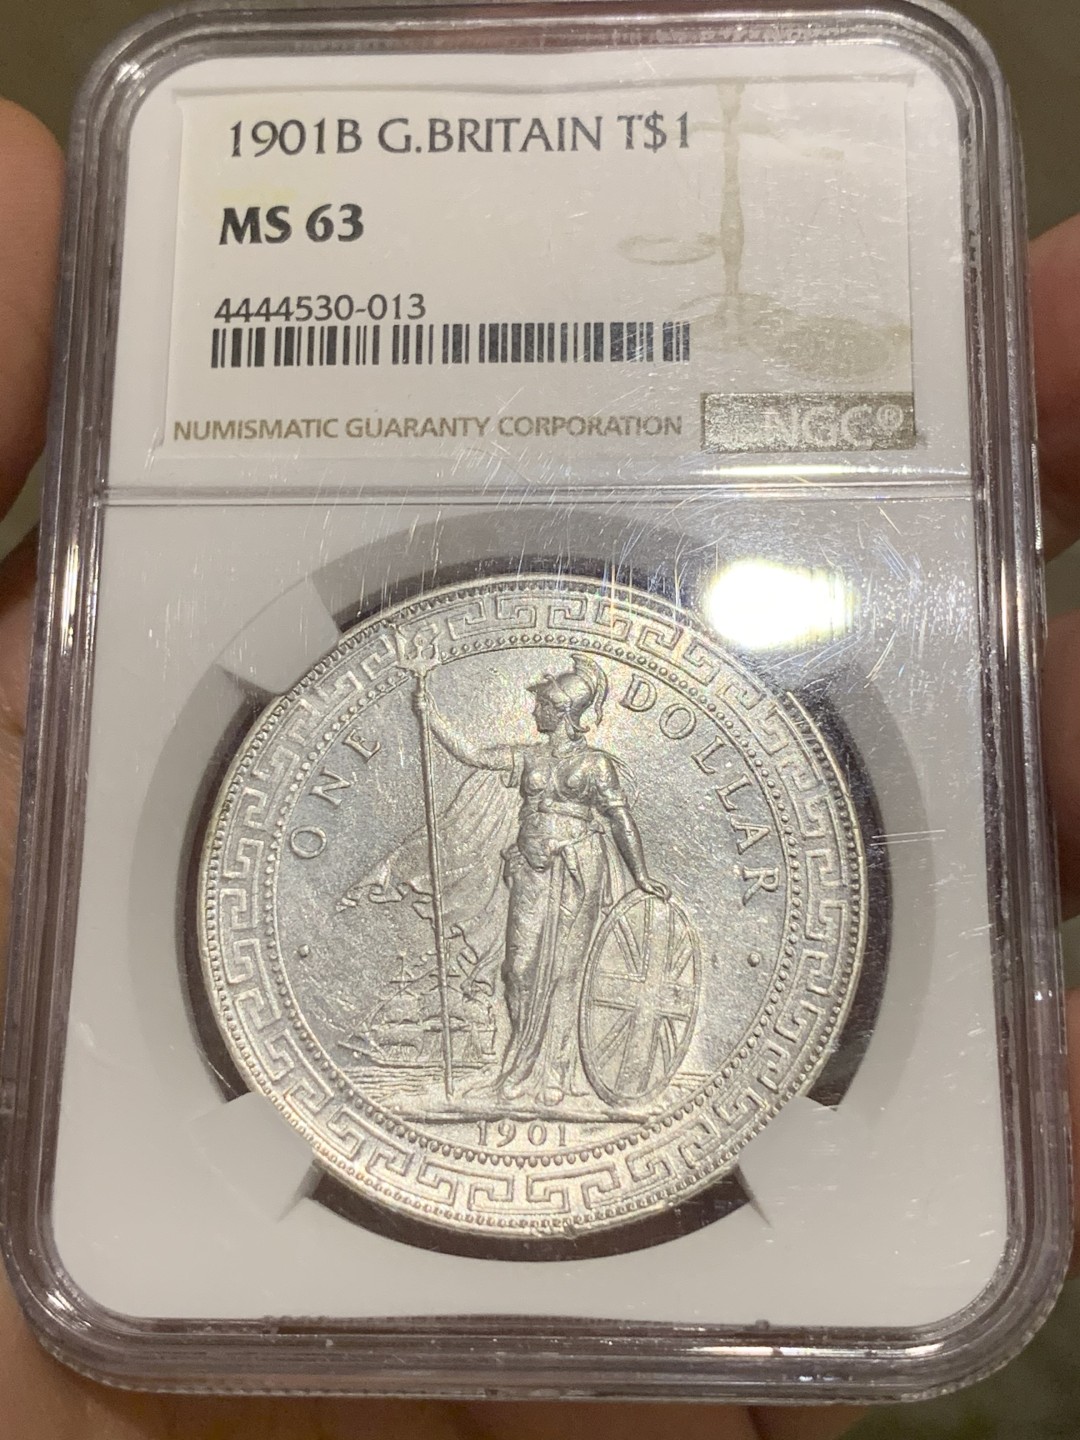 1901B G.BRITAIN T$1
MS 63
4444530-013
NUMISMATIC GUARANTY CORPORATION
NGC®
ONE DOLLAR
1901